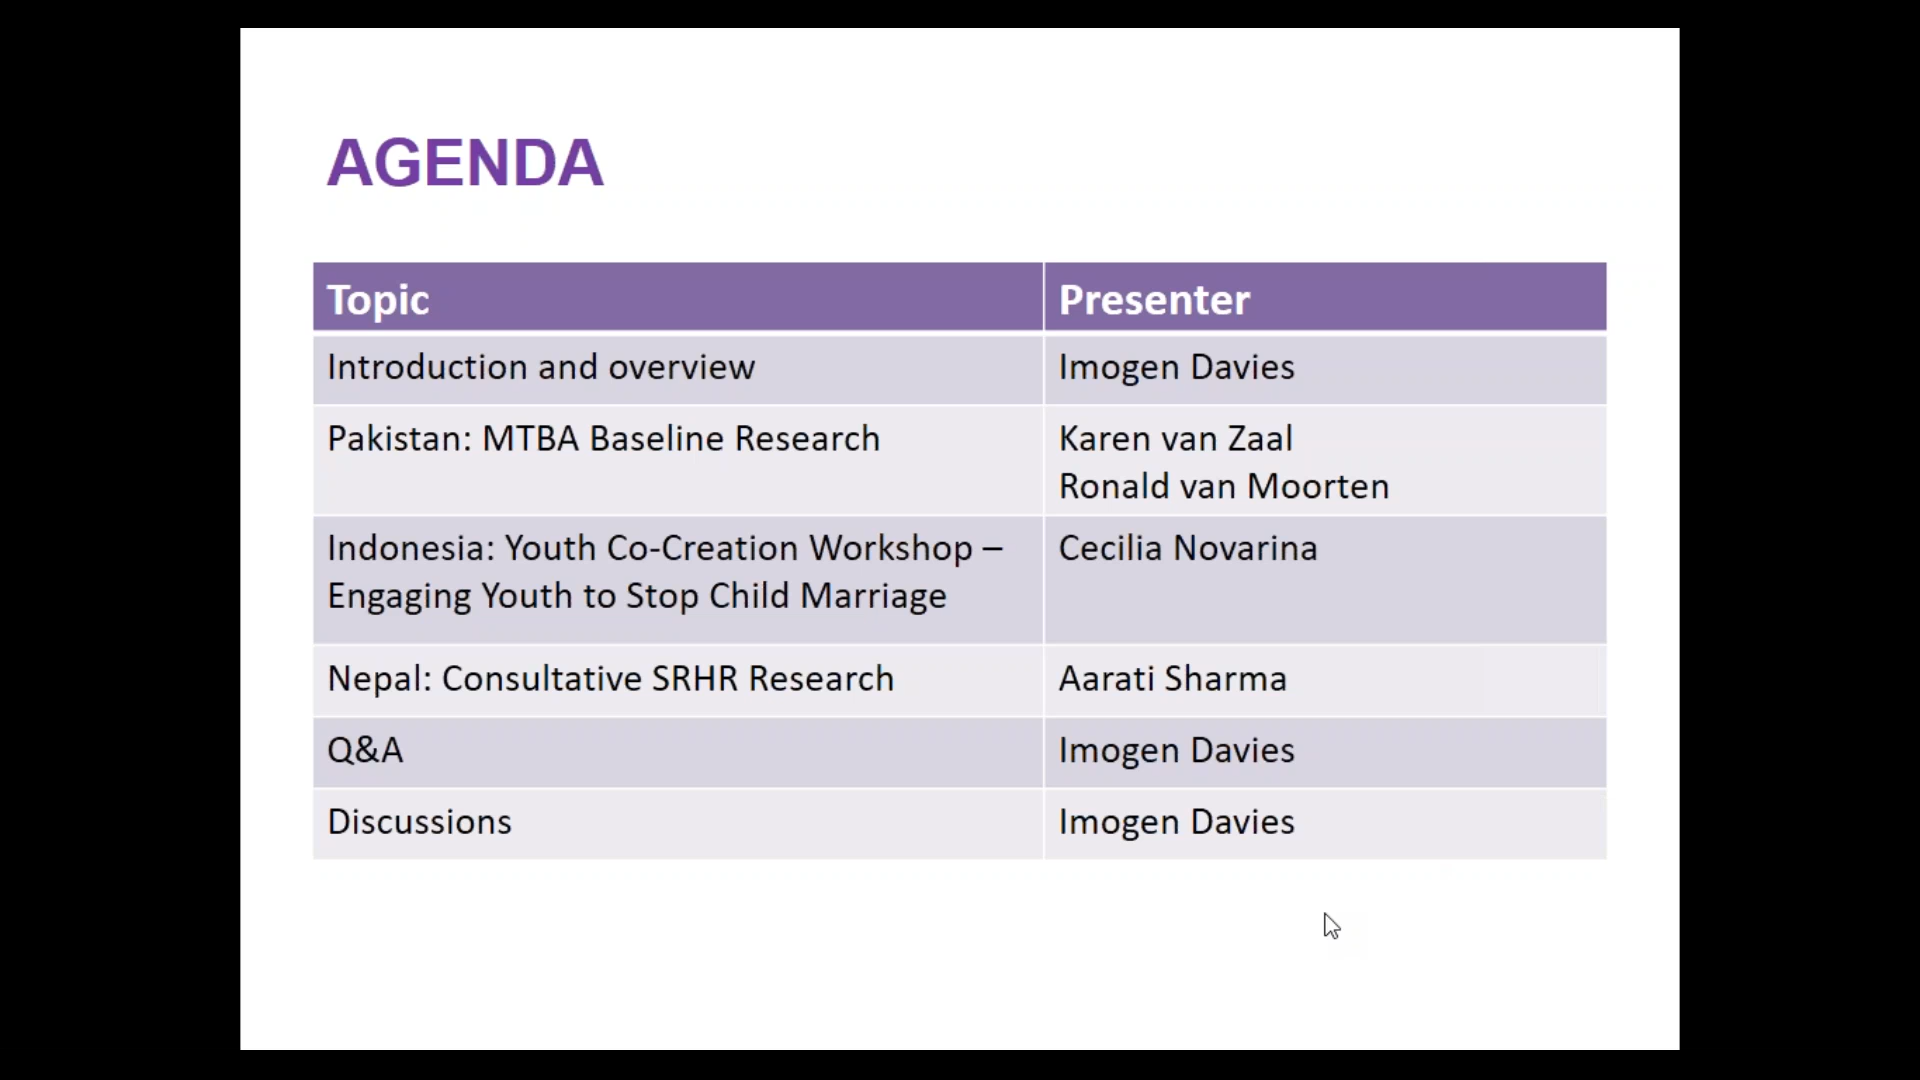 AGENDA
Topic
Presenter
Introduction and overview
Imogen Davies
Pakistan: MTBA Baseline Research
Karen van Zaal
Ronald van Moorten
Indonesia: Youth Co-Creation Workshop –
Engaging Youth to Stop Child Marriage
Cecilia Novarina
Nepal: Consultative SRHR Research
Aarati Sharma
Q&A
Imogen Davies
Discussions
Imogen Davies